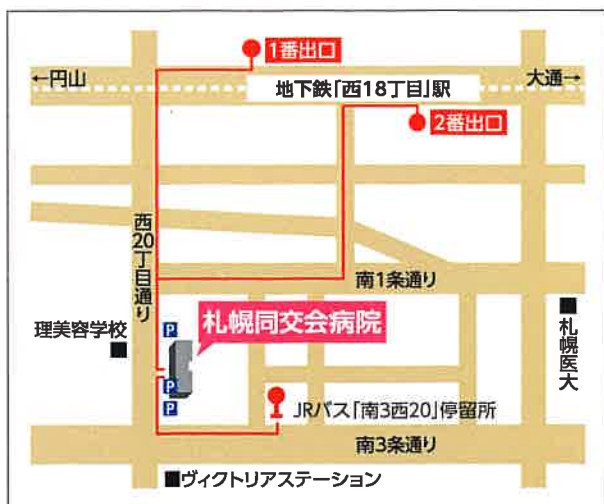 1番出口
←円山
地下鉄「西18丁目」駅
大通→
2番出口
西20丁目通り
南1条通り
札幌同交会病院
理美容学校
札幌医大
P
P
P
JRバス「南3西20」停留所
南3条通り
ヴィクトリアステーション